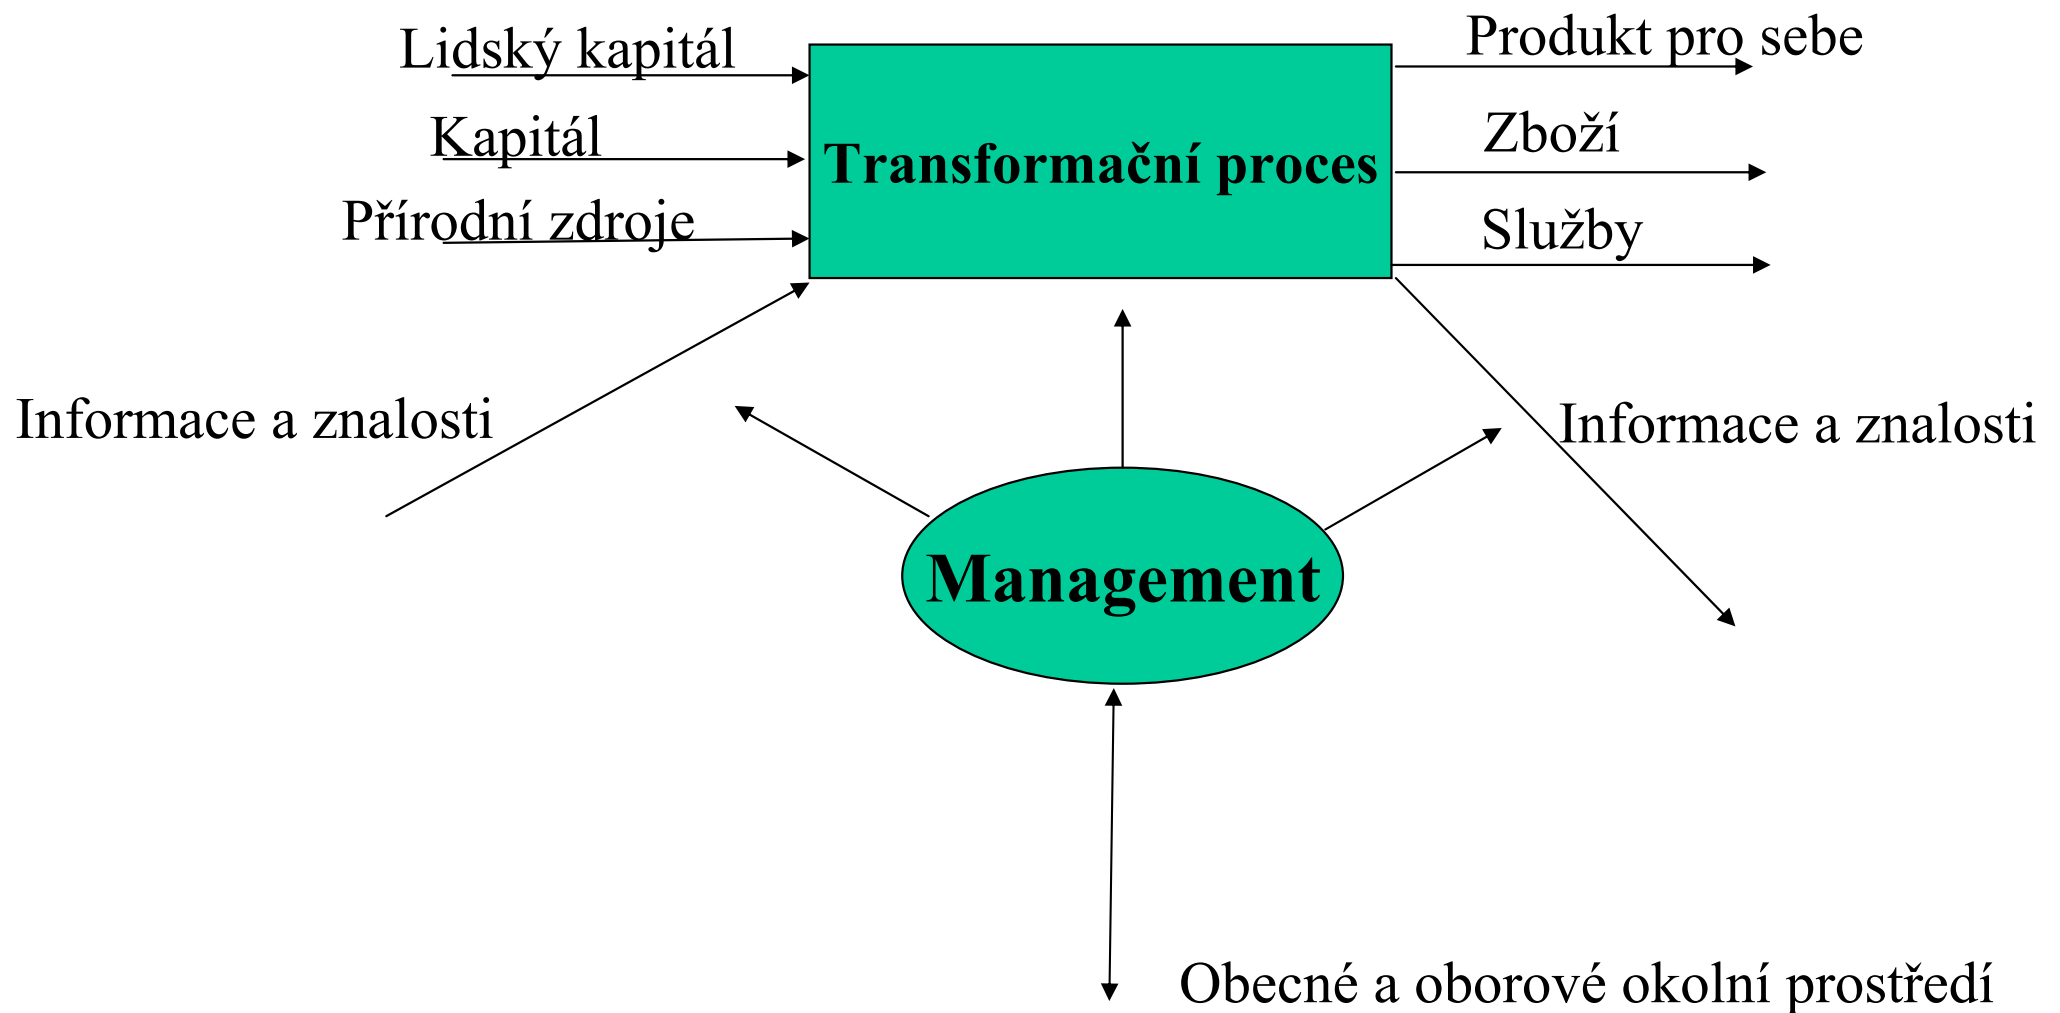 Lidský kapitál
Produkt pro sebe
Kapitál
Zboží
Transformační proces
Přírodní zdroje
Služby
Informace a znalosti
Informace a znalosti
Management
Obecné a oborové okolní prostředí